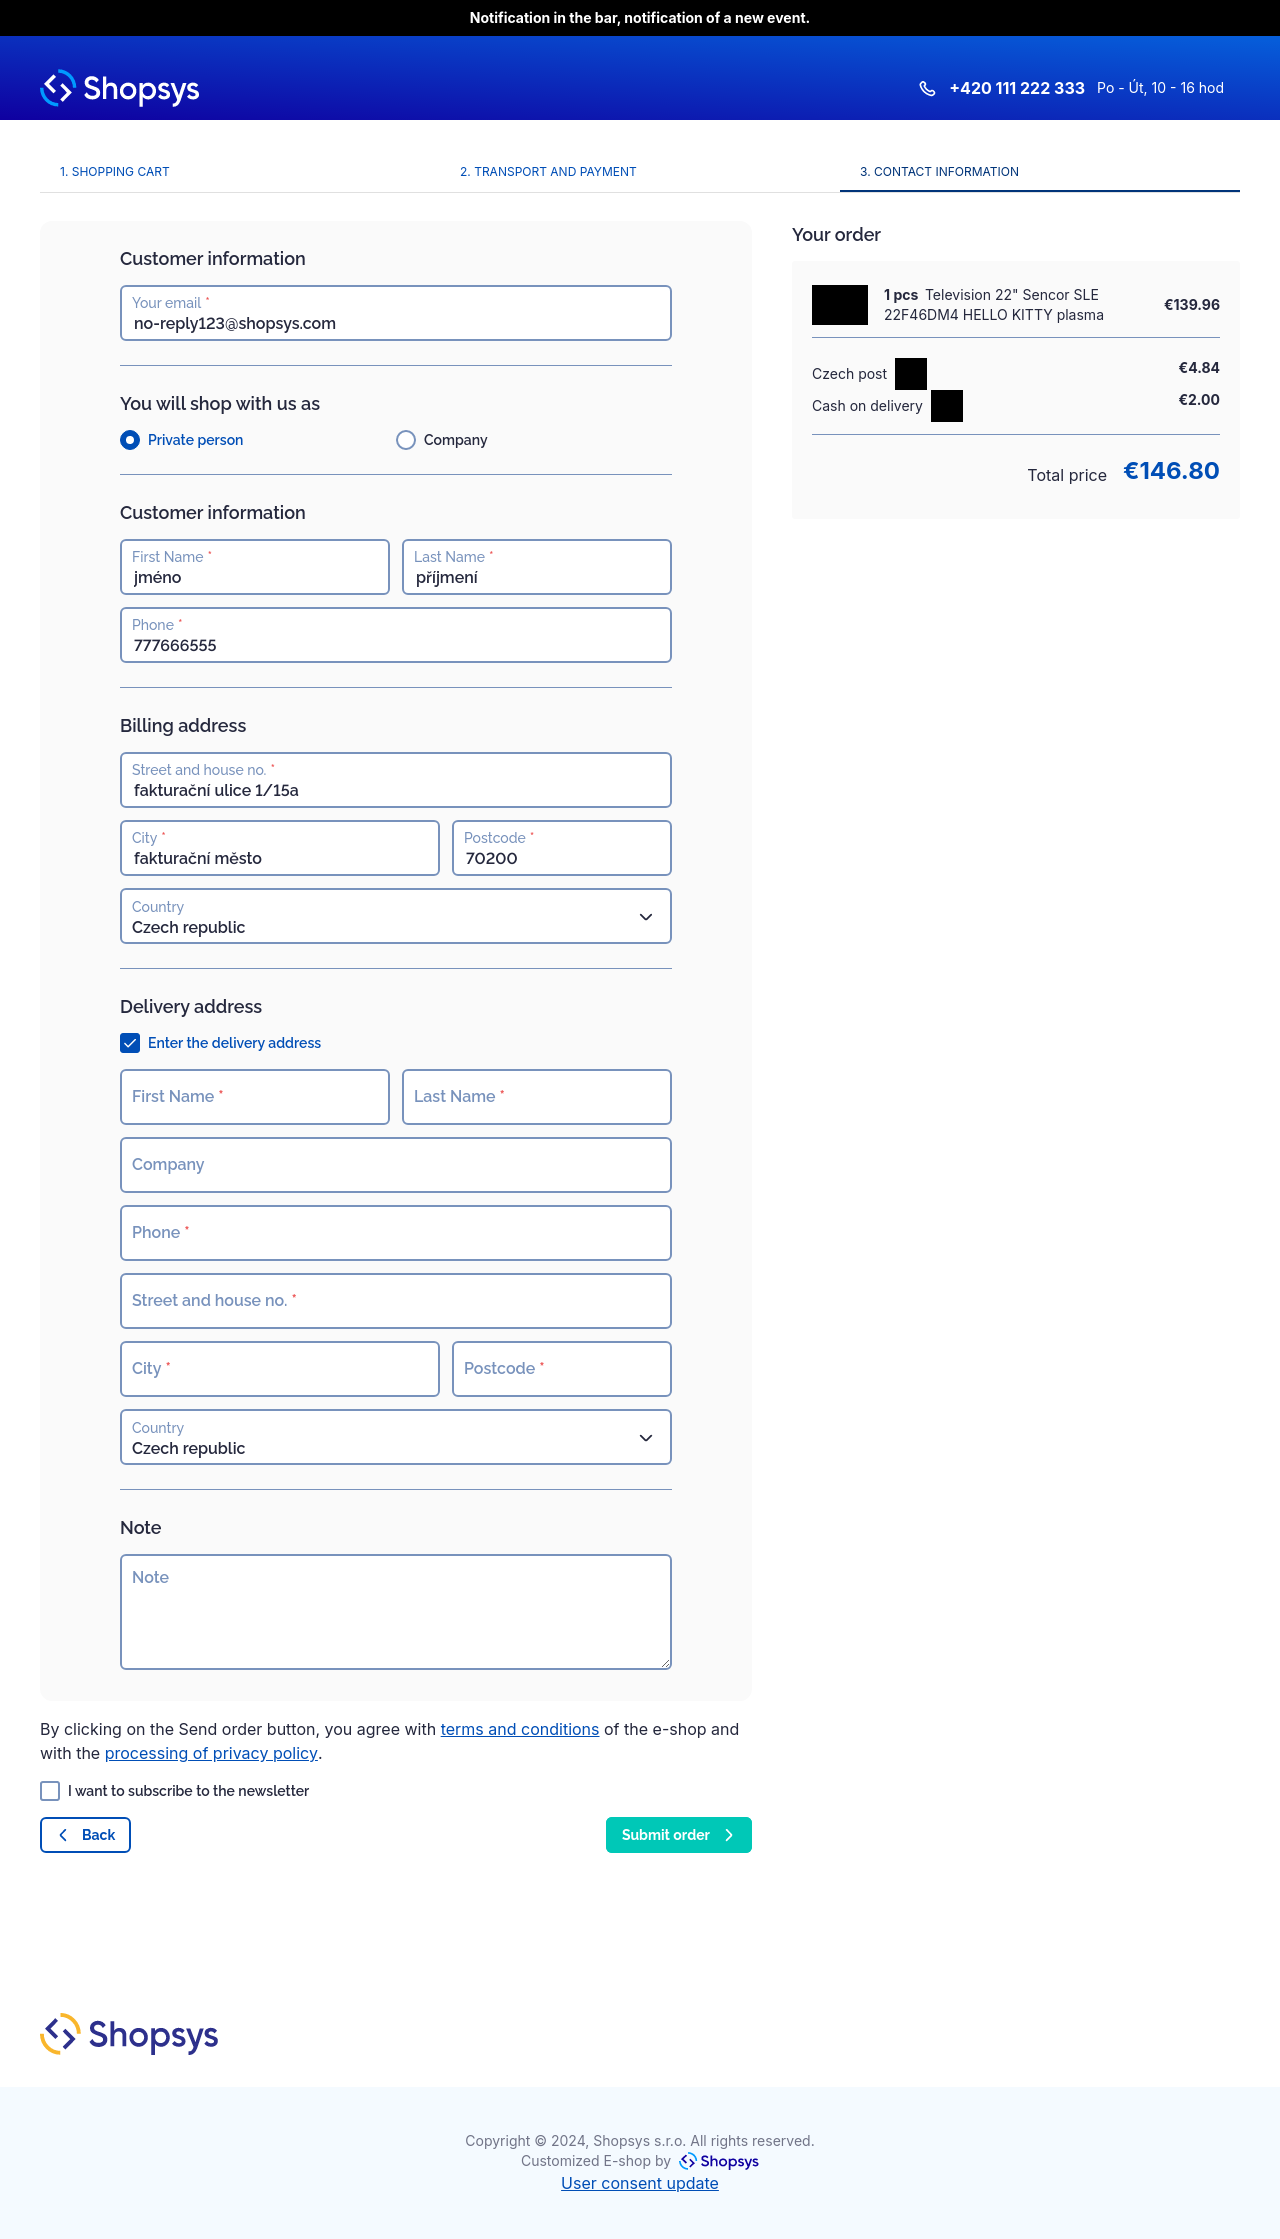 Notification in the bar, notification of a new event.
Shopsys
+420 111 222 333 Po - Út, 10 - 16 hod
1. SHOPPING CART
2. TRANSPORT AND PAYMENT
3. CONTACT INFORMATION
Customer information
Your email *
no-reply123@shopsys.com
You will shop with us as
Private person
Company
Customer information
First Name *
jméno
Last Name *
příjmení
Phone *
777666555
Billing address
Street and house no. *
fakturační ulice 1/15a
City *
fakturační město
Postcode *
70200
Country
Czech republic
Delivery address
Enter the delivery address
First Name *
Last Name *
Company
Phone *
Street and house no. *
City *
Postcode *
Country
Czech republic
Note
Note
By clicking on the Send order button, you agree with terms and conditions of the e-shop and
with the processing of privacy policy.
I want to subscribe to the newsletter
Back
Submit order
Your order
1 pcs Television 22" Sencor SLE
22F46DM4 HELLO KITTY plasma
€139.96
Czech post
€4.84
Cash on delivery
€2.00
Total price €146.80
Shopsys
Copyright © 2024, Shopsys s.r.o. All rights reserved.
Customized E-shop by Shopsys
User consent update